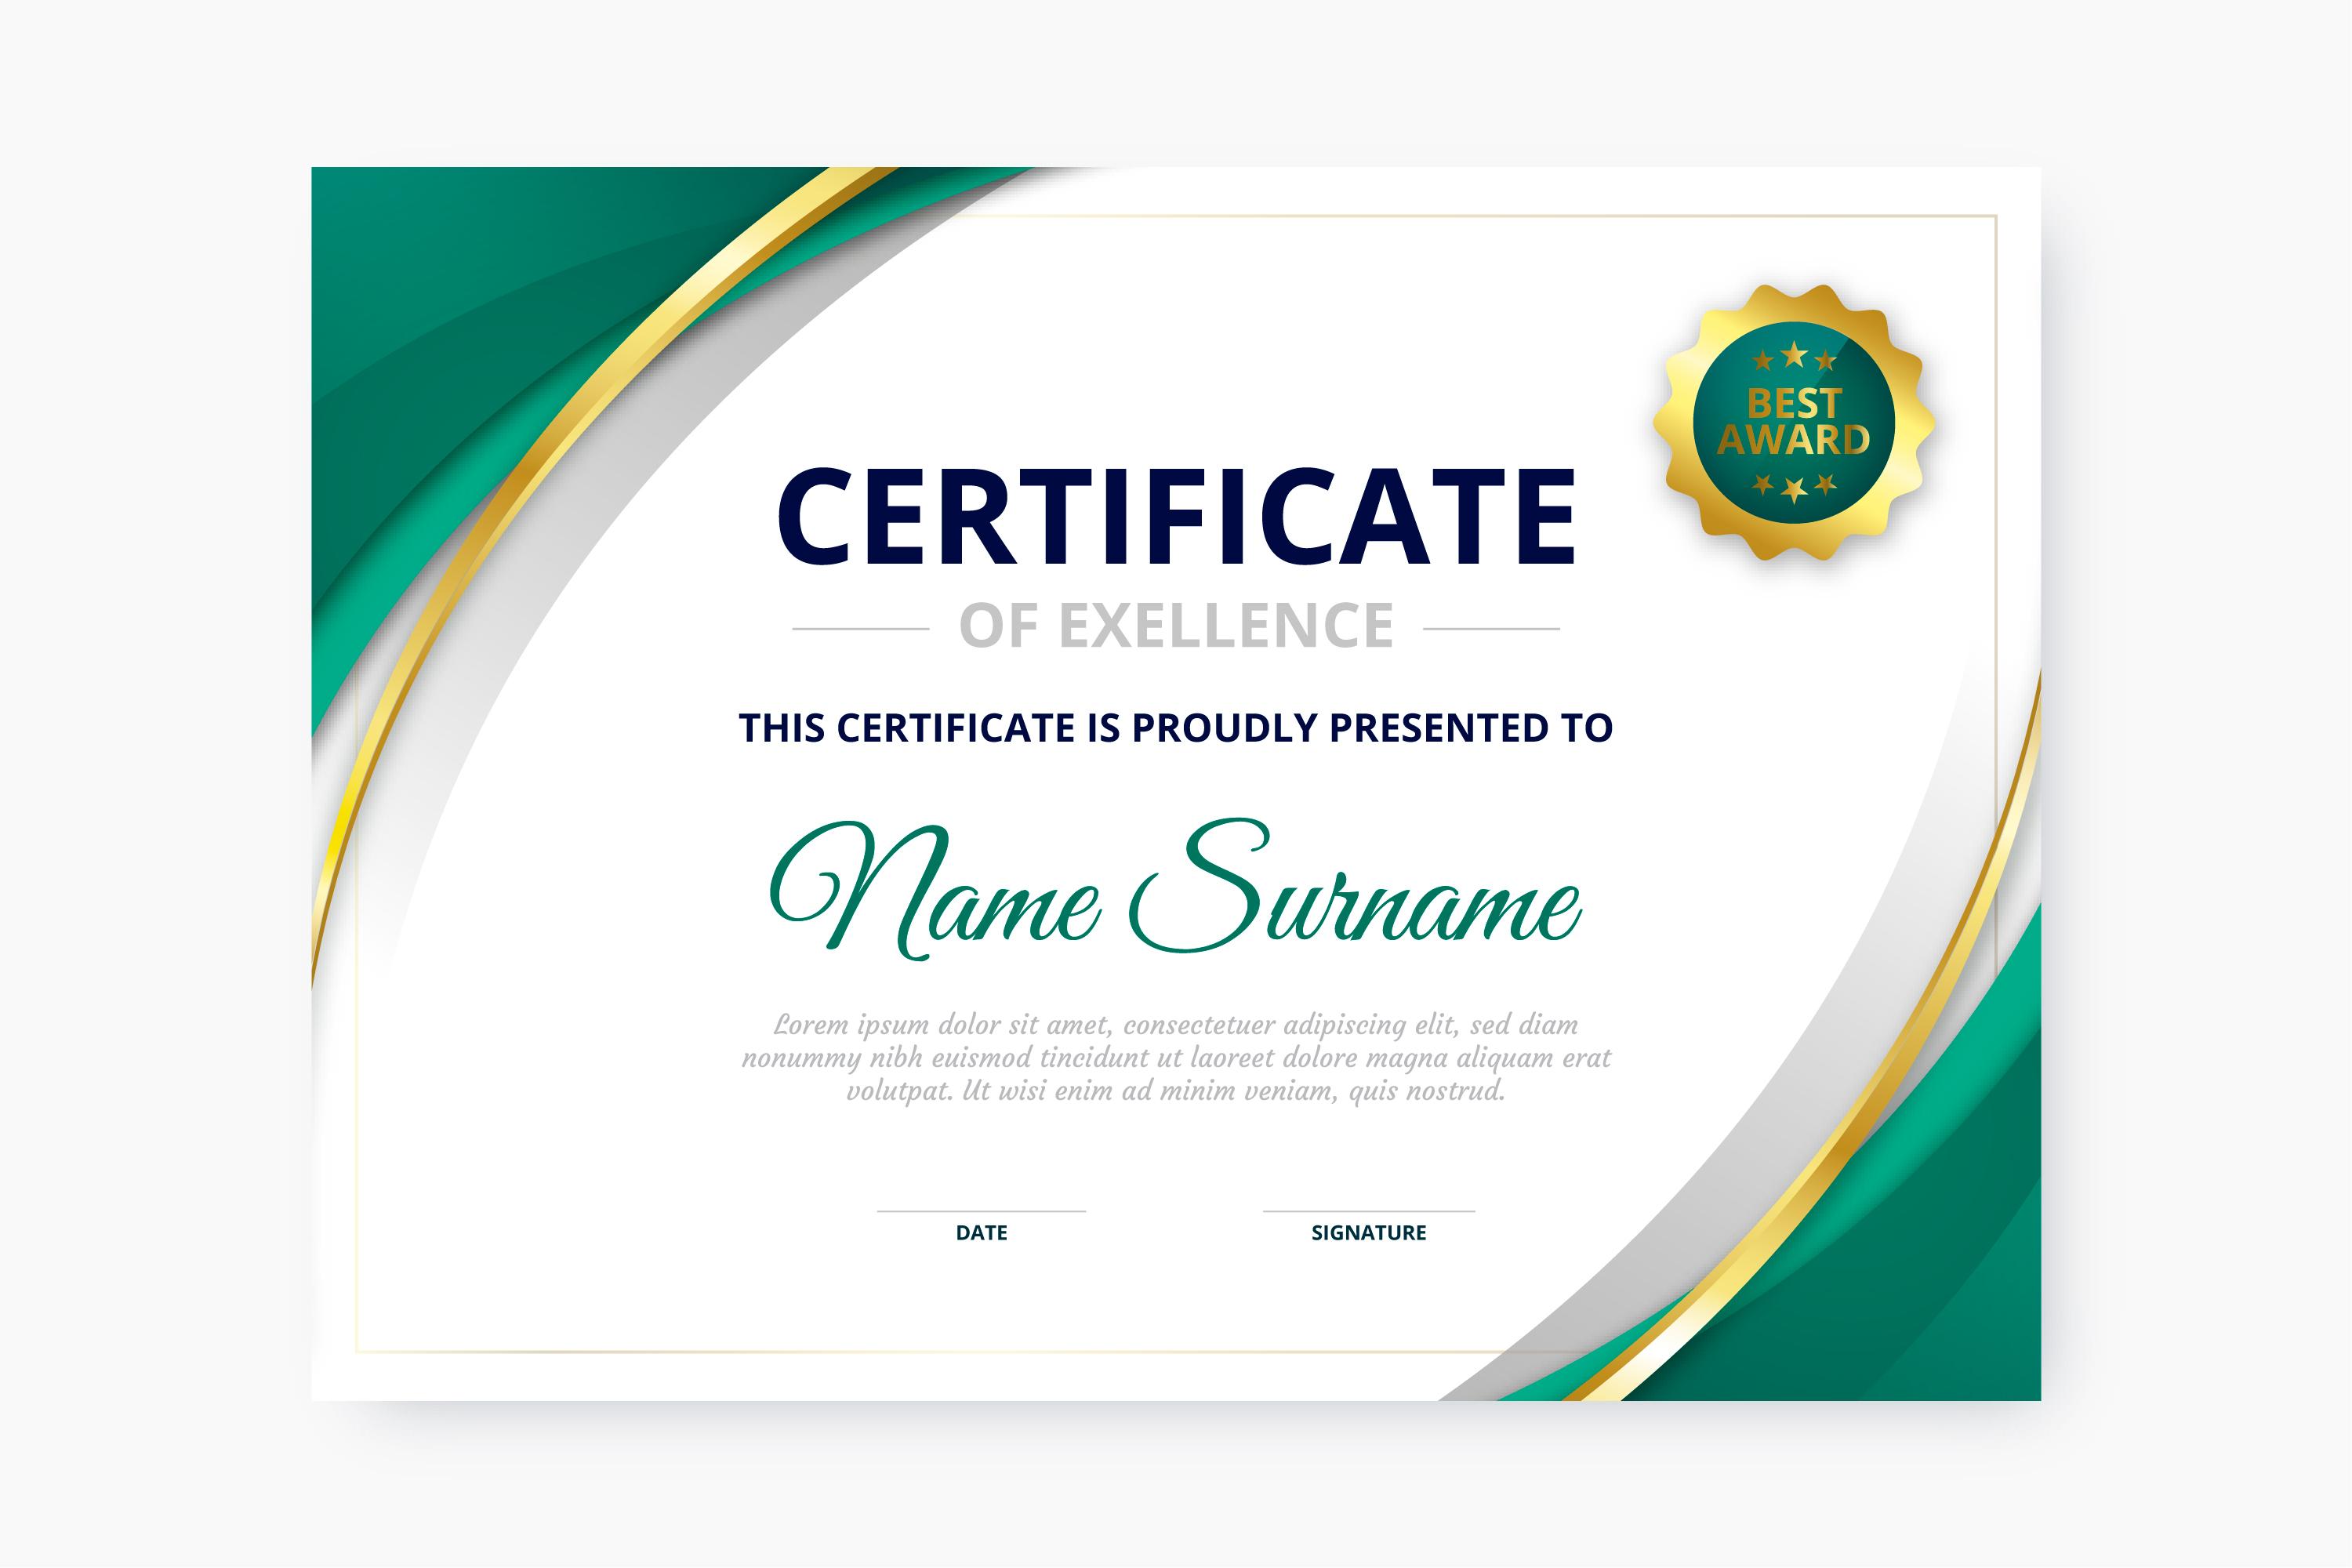 BEST
AWARD
CERTIFICATE
OF EXELLENCE
THIS CERTIFICATE IS PROUDLY PRESENTED TO
Name Surname
Lorem ipsum dolor sit amet, consectetuer adipiscing elit, sed diam
nonummy nibh euismod tincidunt ut laoreet dolore magna aliquam erat
volutpat. Ut wisi enim ad minim veniam, quis nostrud.
DATE
SIGNATURE